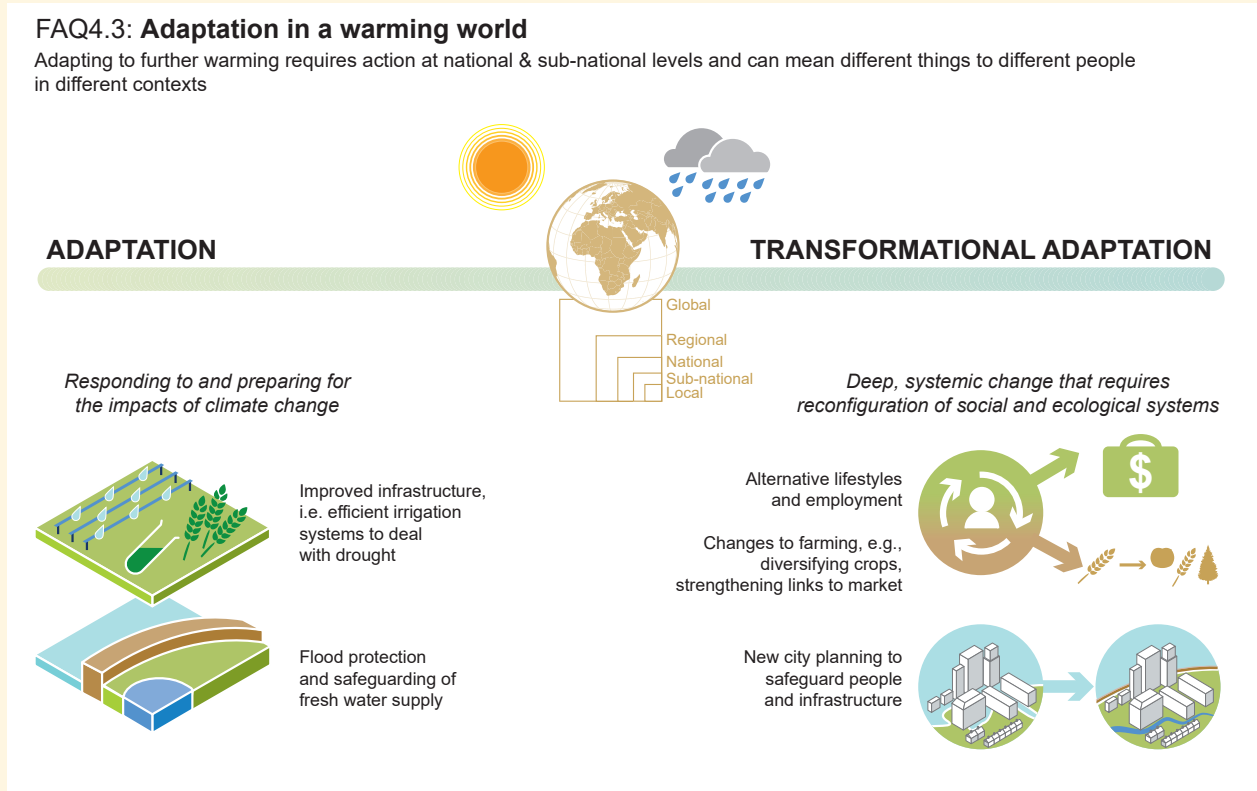 FAQ4.3: Adaptation in a warming world
Adapting to further warming requires action at national & sub-national levels and can mean different things to different people
in different contexts
ADAPTATION
TRANSFORMATIONAL ADAPTATION
Global
Regional
National
Sub-national
Local
Responding to and preparing for
the impacts of climate change
Improved infrastructure,
i.e. efficient irrigation
systems to deal
with drought
Flood protection
and safeguarding of
fresh water supply
Deep, systemic change that requires
reconfiguration of social and ecological systems
Alternative lifestyles
and employment
$
Changes to farming, e.g.,
diversifying crops,
strengthening links to market
New city planning to
safeguard people
and infrastructure